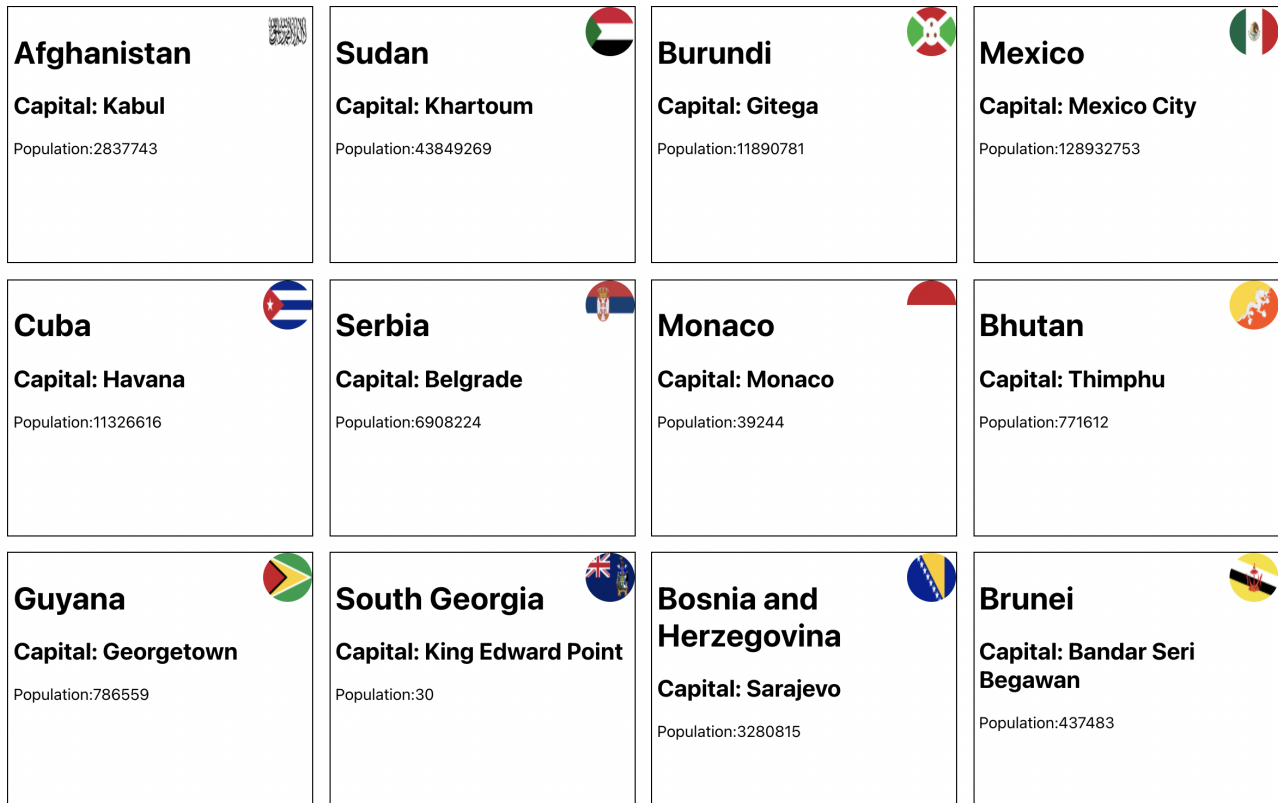 Afghanistan
Capital: Kabul
Population:2837743
Sudan
Capital: Khartoum
Population:43849269
Burundi
Capital: Gitega
Population:11890781
Mexico
Capital: Mexico City
Population:128932753
Cuba
Capital: Havana
Population:11326616
Serbia
Capital: Belgrade
Population:6908224
Monaco
Capital: Monaco
Population:39244
Bhutan
Capital: Thimphu
Population:771612
Guyana
Capital: Georgetown
Population:786559
South Georgia
Capital: King Edward Point
Population:30
Bosnia and
Herzegovina
Capital: Sarajevo
Population:3280815
Brunei
Capital: Bandar Seri
Begawan
Population:437483